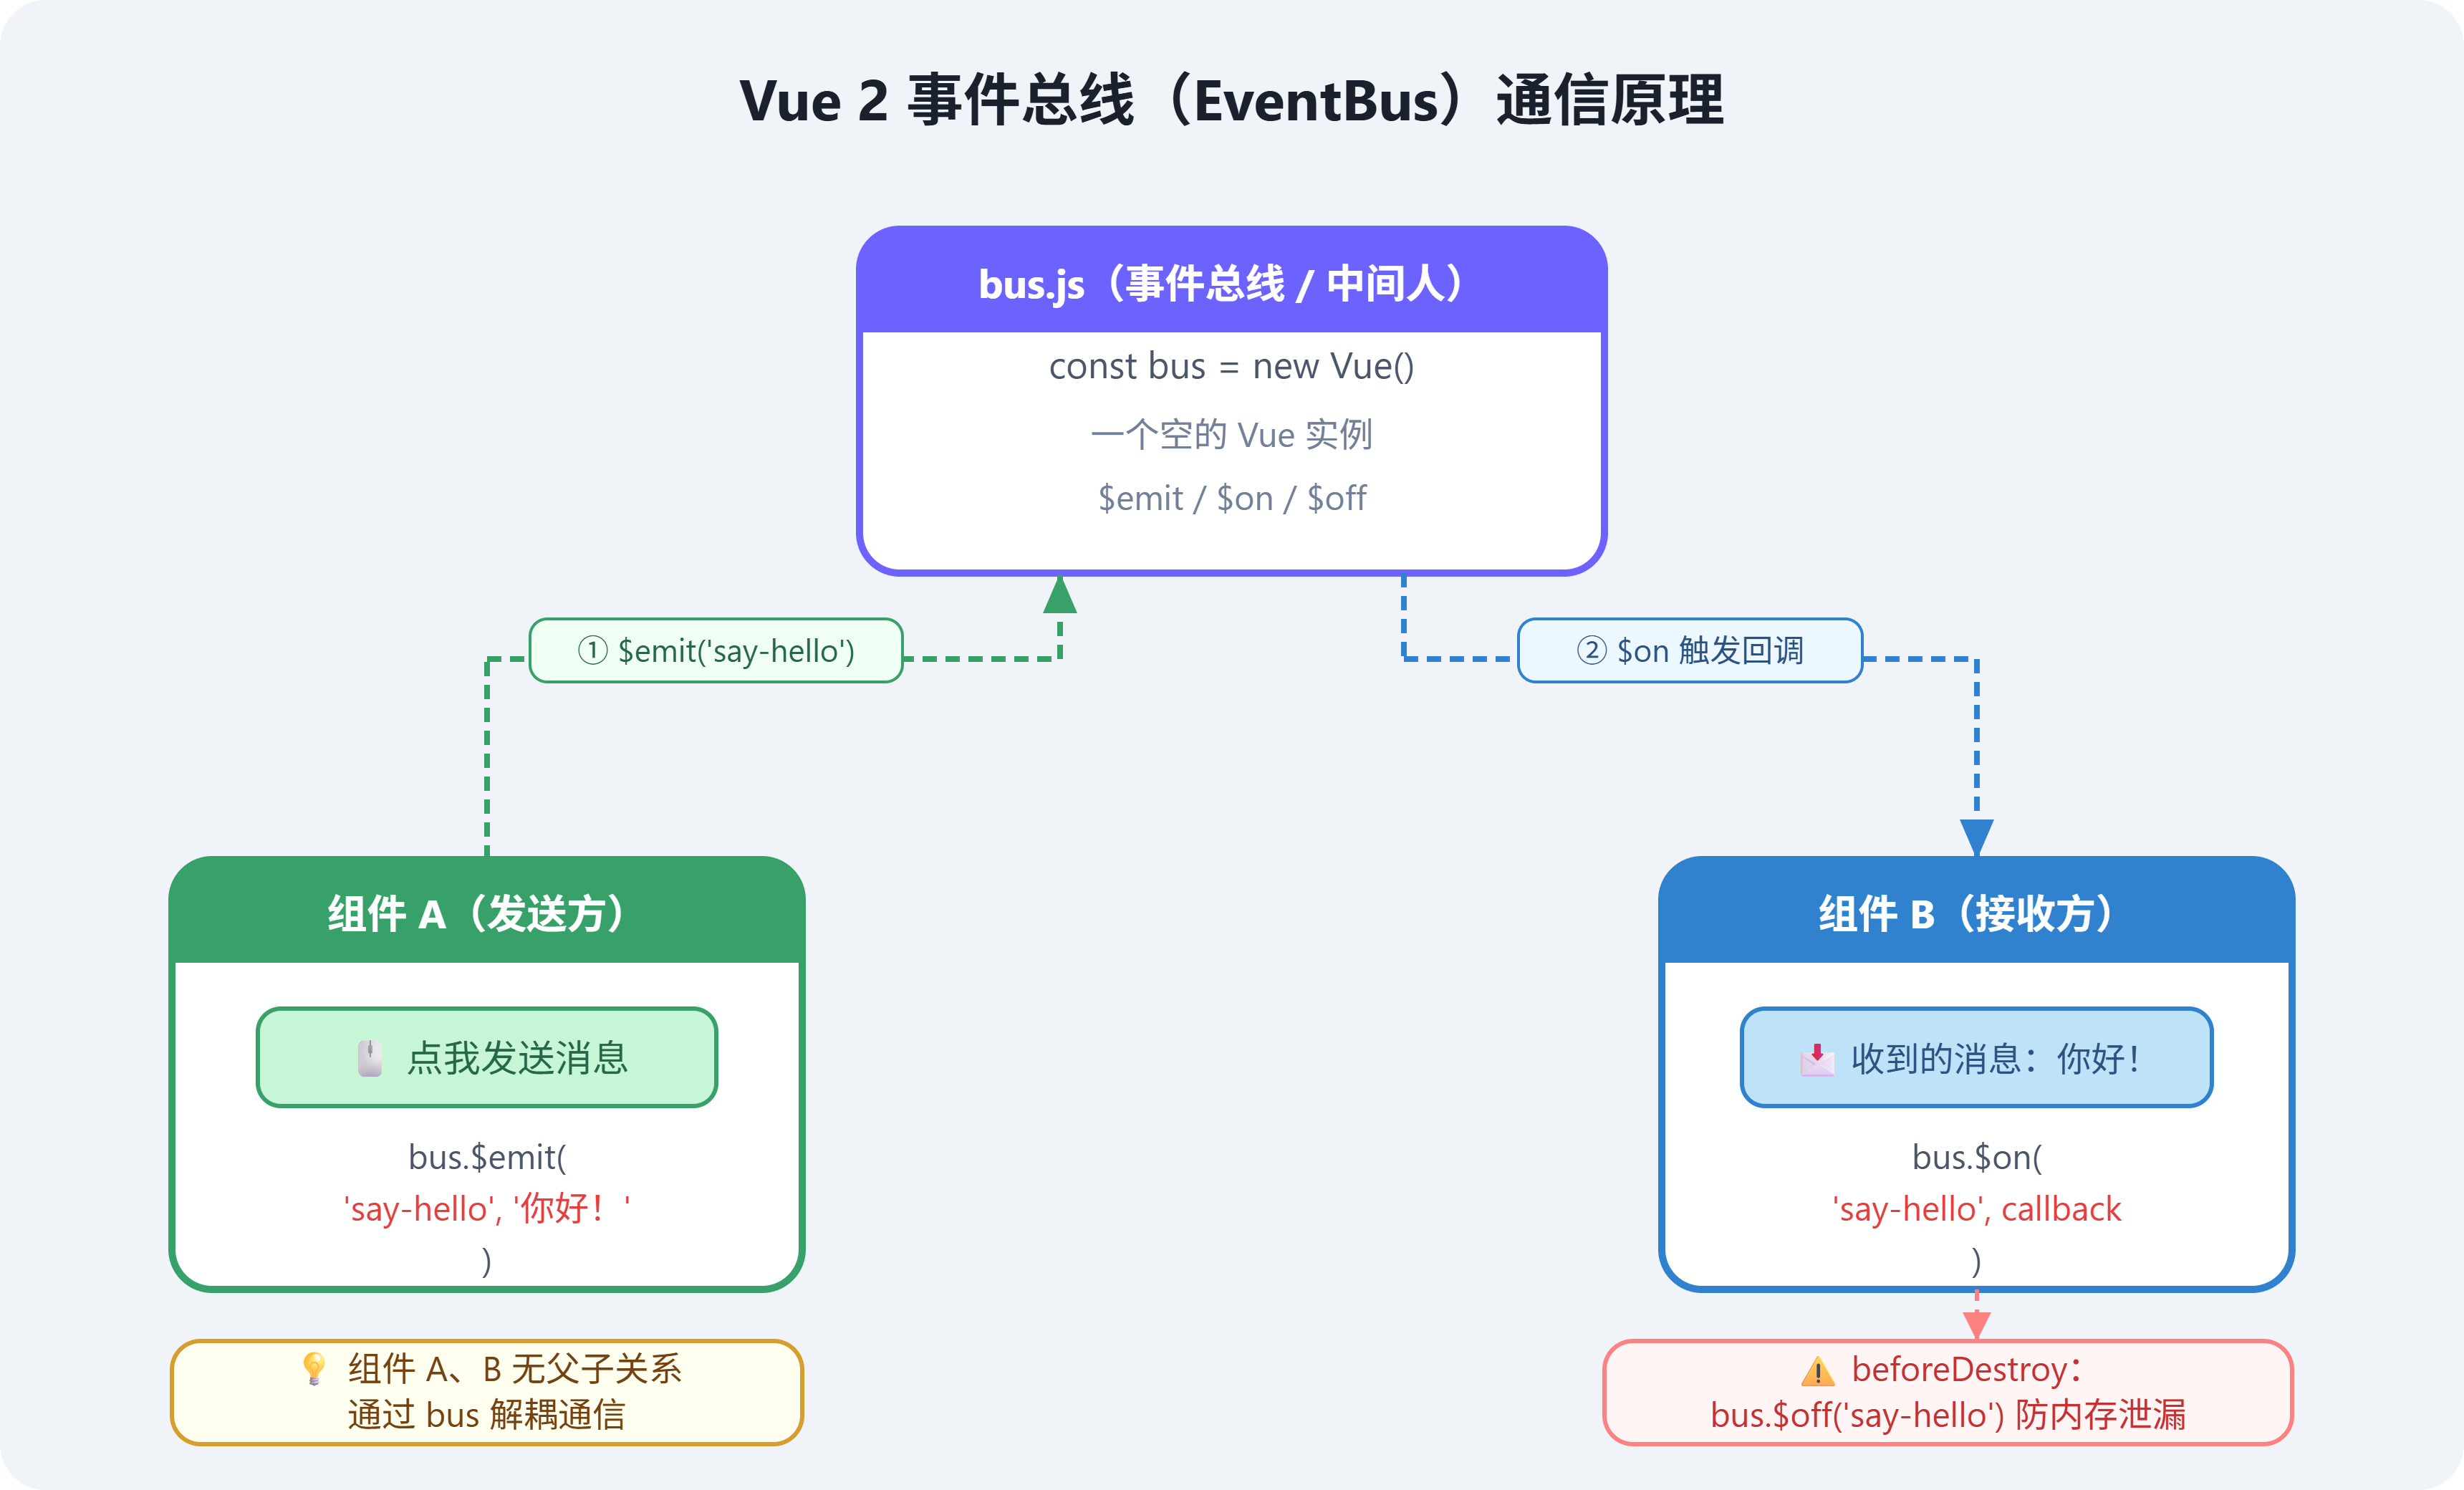 Vue 2 事件总线（EventBus）通信原理
bus.js（事件总线 / 中间人）
const bus = new Vue()
一个空的 Vue 实例
$emit / $on / $off
① $emit('say-hello')
② $on 触发回调
组件 A（发送方）
点我发送消息
bus.$emit(
'say-hello', '你好！'
)
组件 B（接收方）
收到的消息：你好！
bus.$on(
'say-hello', callback
)
组件 A、B 无父子关系
通过 bus 解耦通信
beforeDestroy：
bus.$off('say-hello') 防内存泄漏